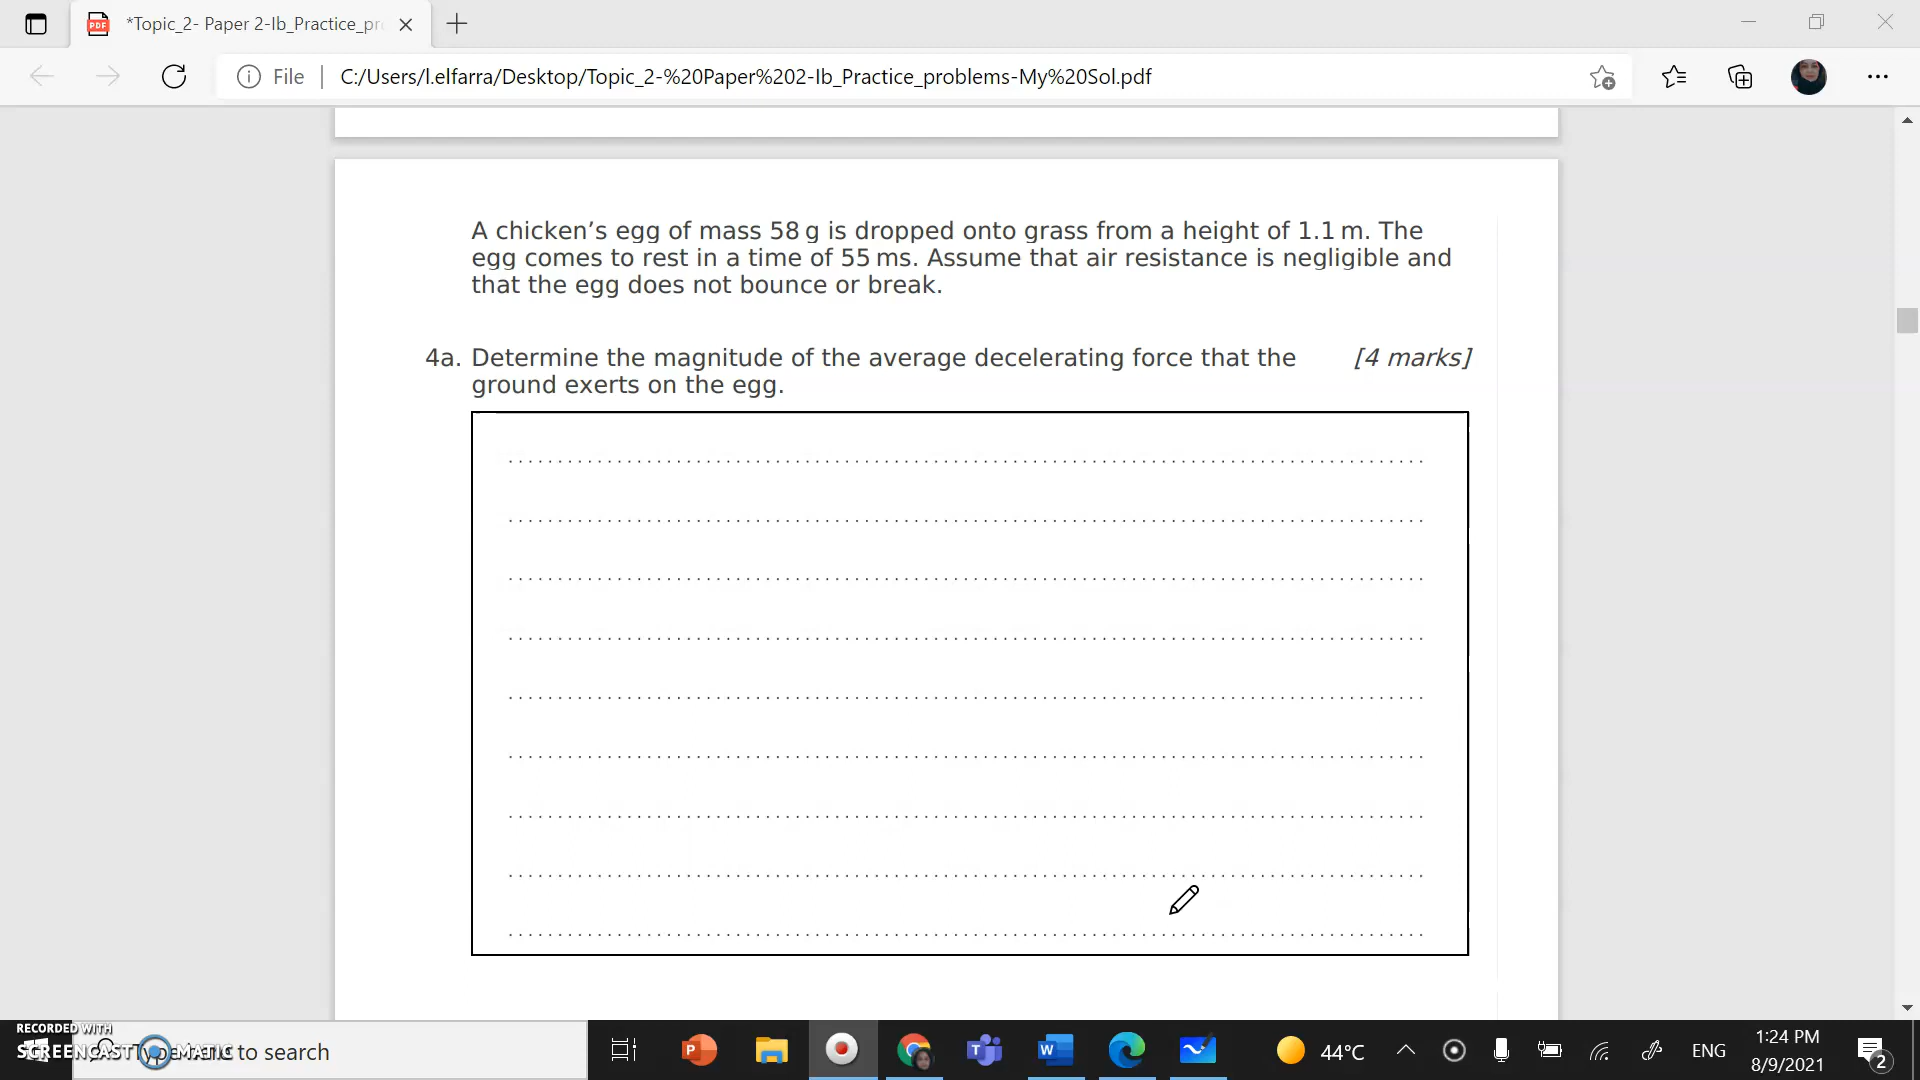 *Topic_2- Paper 2-Ib_Practice_pr
File
C:/Users/l.elfarra/Desktop/Topic_2-%20Paper%202-Ib_Practice_problems-My%20Sol.pdf
A chicken’s egg of mass 58 g is dropped onto grass from a height of 1.1 m. The
egg comes to rest in a time of 55 ms. Assume that air resistance is negligible and
that the egg does not bounce or break.
4a. Determine the magnitude of the average decelerating force that the [4 marks]
ground exerts on the egg.
RECORDED WITH
SCREENCAST MATIC
Type here to search
44°C
ENG
1:24 PM
8/9/2021
2